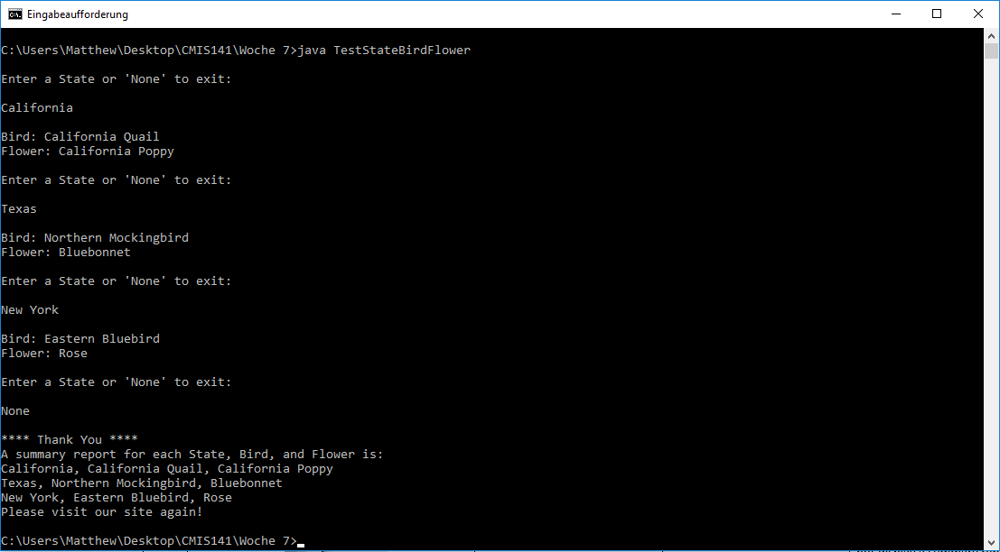 Eingabeaufforderung
C:\Users\Matthew\Desktop\CMIS141\Woche 7>java TestStateBirdFlower
Enter a State or 'None' to exit:
California
Bird: California Quail
Flower: California Poppy
Enter a State or 'None' to exit:
Texas
Bird: Northern Mockingbird
Flower: Bluebonnet
Enter a State or 'None' to exit:
New York
Bird: Eastern Bluebird
Flower: Rose
Enter a State or 'None' to exit:
None
**** Thank You ****
A summary report for each State, Bird, and Flower is:
California, California Quail, California Poppy
Texas, Northern Mockingbird, Bluebonnet
New York, Eastern Bluebird, Rose
Please visit our site again!
C:\Users\Matthew\Desktop\CMIS141\Woche 7>